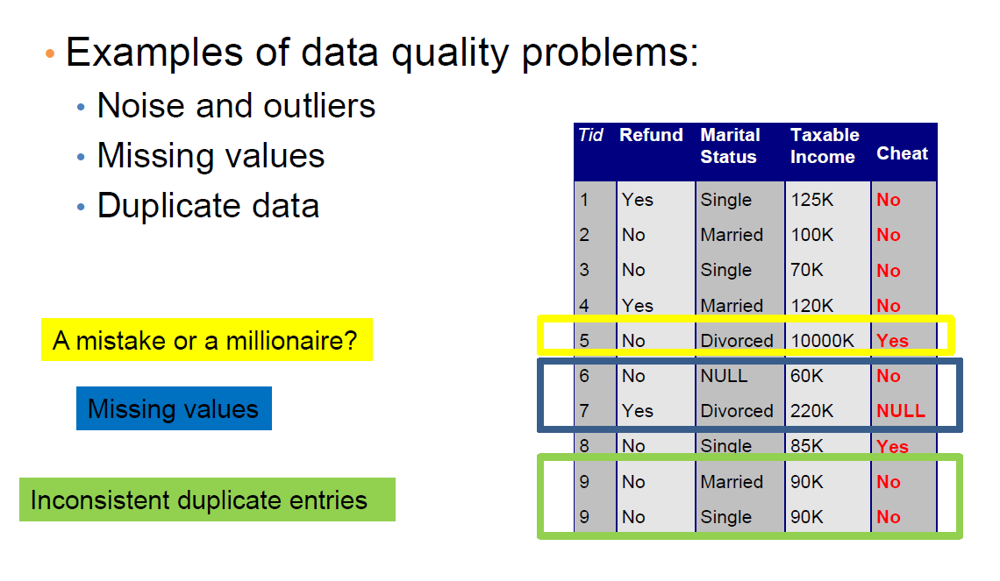 • Examples of data quality problems:
• Noise and outliers
• Missing values
• Duplicate data
A mistake or a millionaire?
Missing values
Inconsistent duplicate entries
Tid Refund Marital Status Taxable Income Cheat
1 Yes Single 125K No
2 No Married 100K No
3 No Single 70K No
4 Yes Married 120K No
5 No Divorced 10000K Yes
6 No NULL 60K No
7 Yes Divorced 220K NULL
8 No Single 85K Yes
9 No Married 90K No
9 No Single 90K No